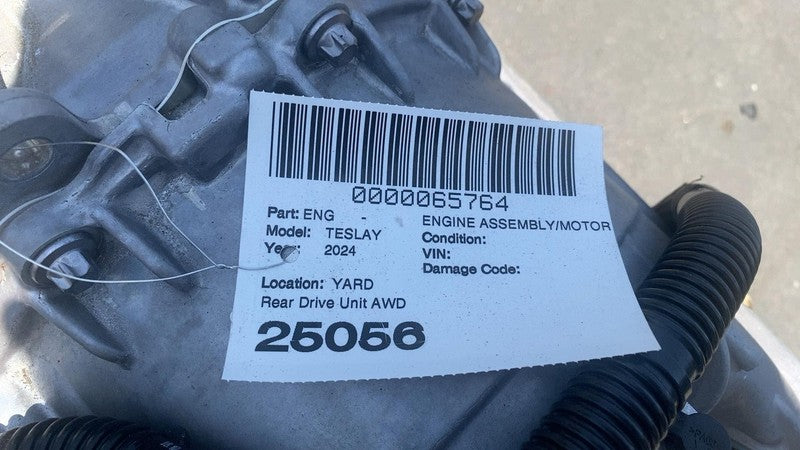 0000065764
Part: ENG - ENGINE ASSEMBLY/MOTOR
Model: TESLAY Condition:
Year: 2024 VIN:
Damage Code:
Location: YARD
Rear Drive Unit AWD
25056